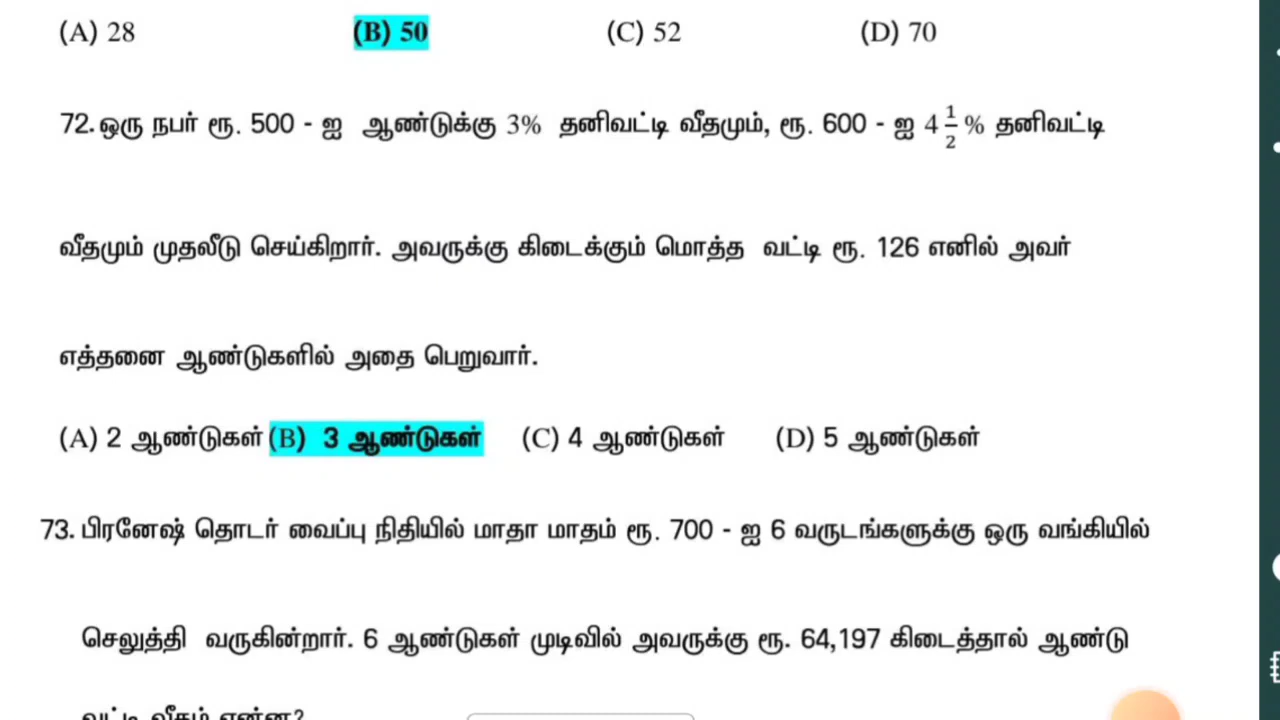 (A) 28 (B) 50 (C) 52 (D) 70
72. ஒரு நபர் ரூ. 500 - ஐ ஆண்டுக்கு 3% தனிவட்டி வீதமும், ரூ. 600 - ஐ 4 1/2 % தனிவட்டி
வீதமும் முதலீடு செய்கிறார். அவருக்கு கிடைக்கும் மொத்த வட்டி ரூ. 126 எனில் அவர்
எத்தனை ஆண்டுகளில் அதை பெறுவார்.
(A) 2 ஆண்டுகள் (B) 3 ஆண்டுகள் (C) 4 ஆண்டுகள் (D) 5 ஆண்டுகள்
73. பிரனேஷ் தொடர் வைப்பு நிதியில் மாதா மாதம் ரூ. 700 - ஐ 6 வருடங்களுக்கு ஒரு வங்கியில்
செலுத்தி வருகின்றார். 6 ஆண்டுகள் முடிவில் அவருக்கு ரூ. 64,197 கிடைத்தால் ஆண்டு
வட்டி வீதம் என்ன?